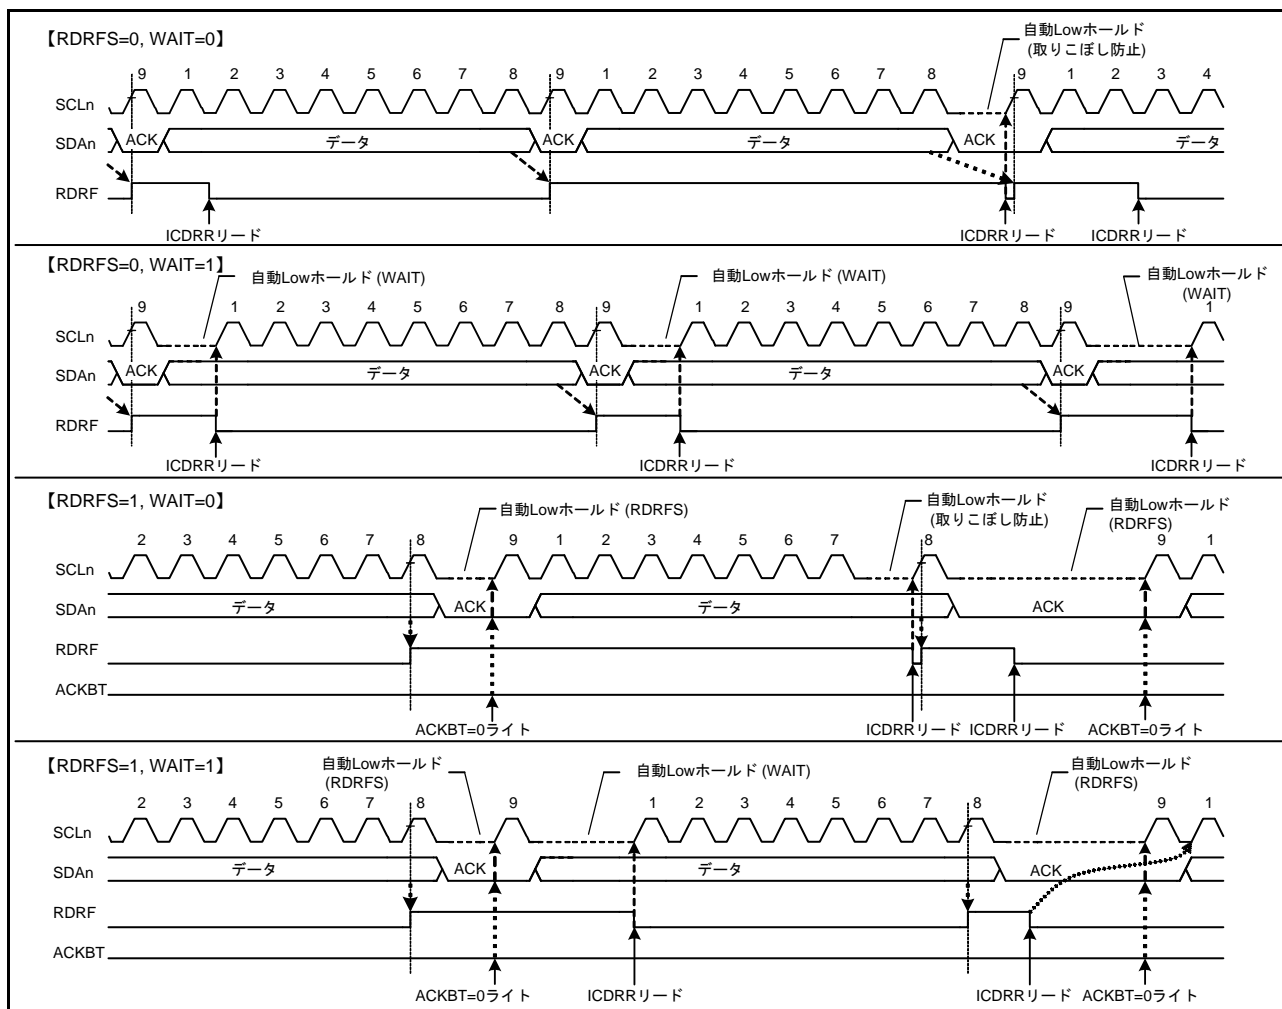 【RDRFS=0, WAIT=0】
自動Lowホールド
(取りこぼし防止)
9 1 2 3 4 5 6 7 8 9 1 2 3 4 5 6 7 8 9 1 2 3 4
SCLn
SDAn ACK データ ACK データ ACK データ
RDRF
ICDRRリード ICDRRリード ICDRRリード
【RDRFS=0, WAIT=1】
自動Lowホールド (WAIT) 自動Lowホールド (WAIT) 自動Lowホールド
(WAIT)
9 1 2 3 4 5 6 7 8 9 1 2 3 4 5 6 7 8 9 1
SCLn
SDAn ACK データ ACK データ ACK
RDRF
ICDRRリード ICDRRリード ICDRRリード
【RDRFS=1, WAIT=0】
自動Lowホールド (RDRFS) 自動Lowホールド
(取りこぼし防止)
自動Lowホールド
(RDRFS)
2 3 4 5 6 7 8 9 1 2 3 4 5 6 7 8 9 1
SCLn
SDAn データ ACK データ ACK
RDRF
ACKBT
ACKBT=0ライト ICDRRリード ICDRRリード ACKBT=0ライト
【RDRFS=1, WAIT=1】
自動Lowホールド
(RDRFS)
自動Lowホールド (WAIT)
自動Lowホールド
(RDRFS)
2 3 4 5 6 7 8 9 1 2 3 4 5 6 7 8 9 1
SCLn
SDAn データ ACK データ ACK
RDRF
ACKBT
ACKBT=0ライト ICDRRリード ICDRRリード ACKBT=0ライト